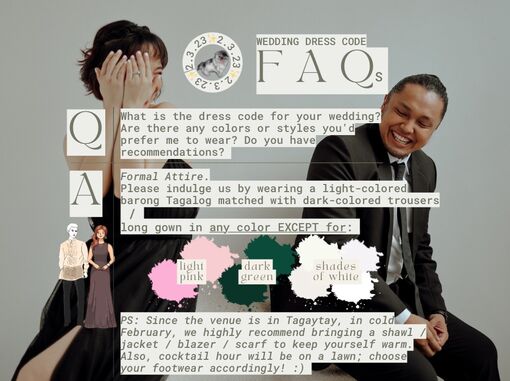 2.3.23 2.3.23 2.3.23
WEDDING DRESS CODE
FAQs
Q
What is the dress code for your wedding?
Are there any colors or styles you'd
prefer me to wear? Do you have
recommendations?
A
Formal Attire.
Please indulge us by wearing a light-colored
barong Tagalog matched with dark-colored trousers
/
long gown in any color EXCEPT for:
light
pink
dark
green
shades
of white
PS: Since the venue is in Tagaytay, in cold
February, we highly recommend bringing a shawl /
jacket / blazer / scarf to keep yourself warm.
Also, cocktail hour will be on a lawn; choose
your footwear accordingly! :)